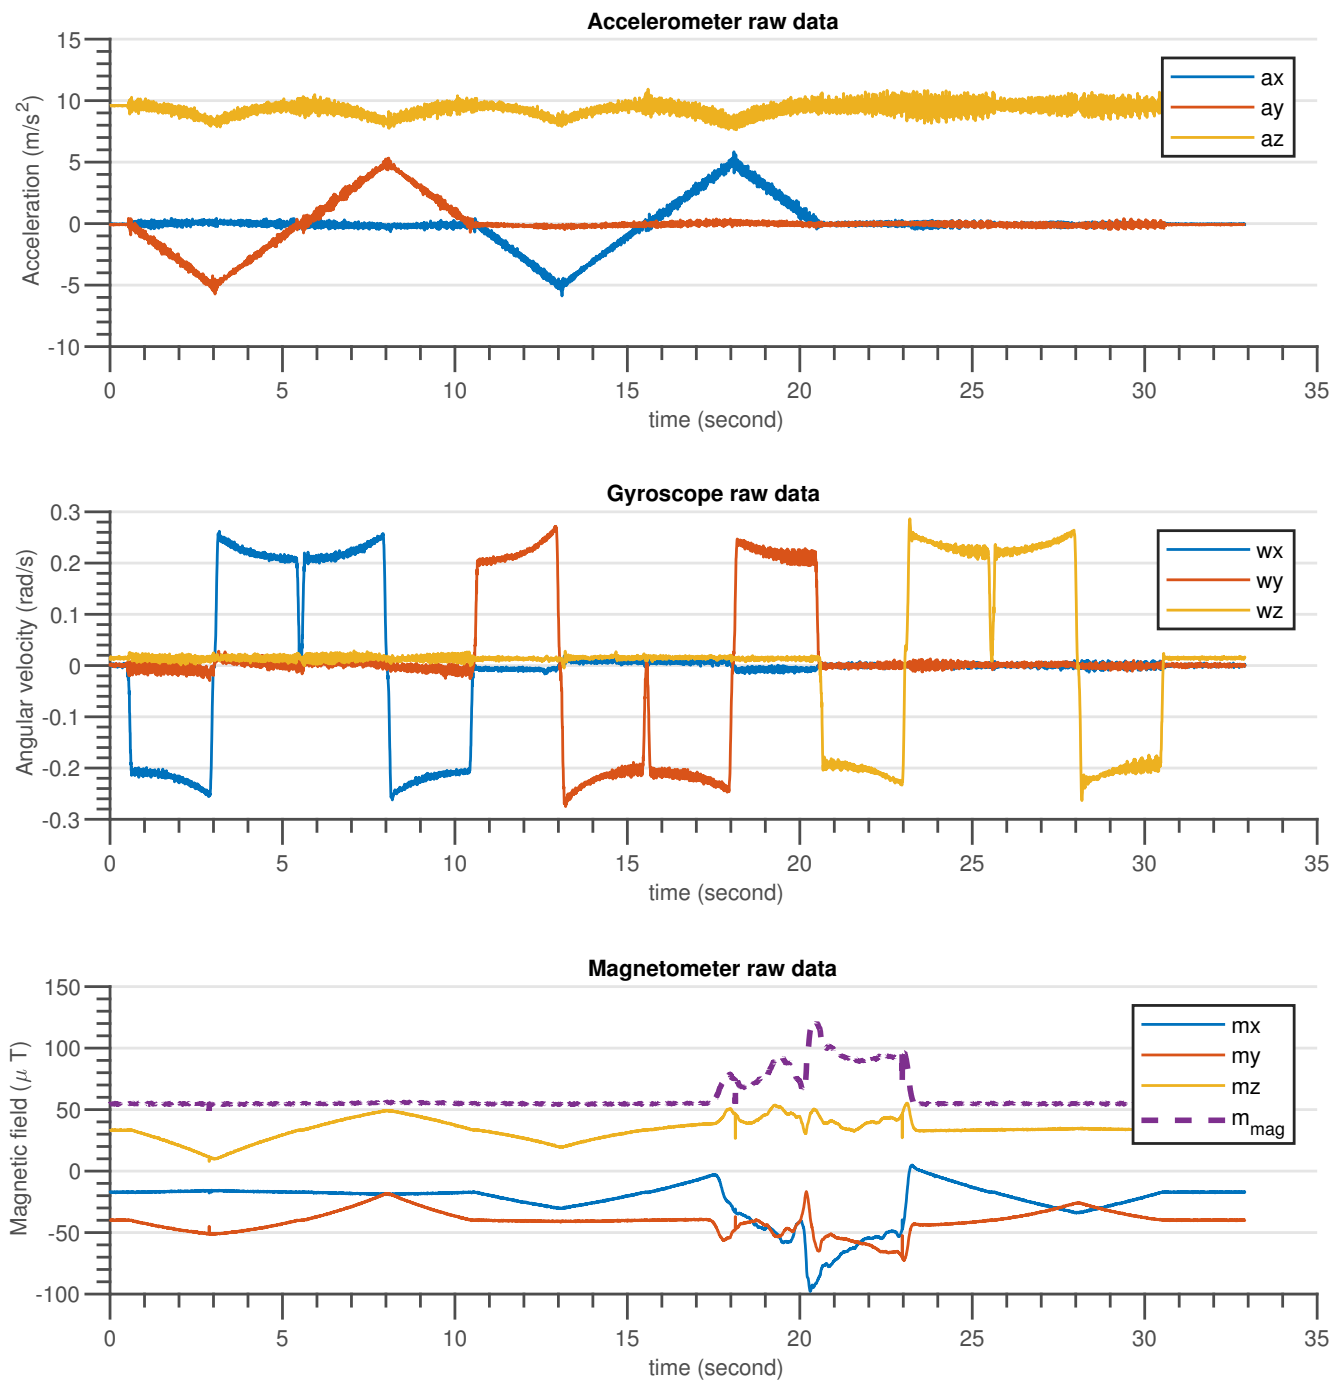 Accelerometer raw data
15
10
5
0
-5
-10
Acceleration (m/s²)
ax
ay
az
0 5 10 15 20 25 30 35
time (second)
Gyroscope raw data
0.3
0.2
0.1
0
-0.1
-0.2
-0.3
Angular velocity (rad/s)
wx
wy
wz
0 5 10 15 20 25 30 35
time (second)
Magnetometer raw data
150
100
50
0
-50
-100
Magnetic field (μ T)
mx
my
mz
m_mag
0 5 10 15 20 25 30 35
time (second)